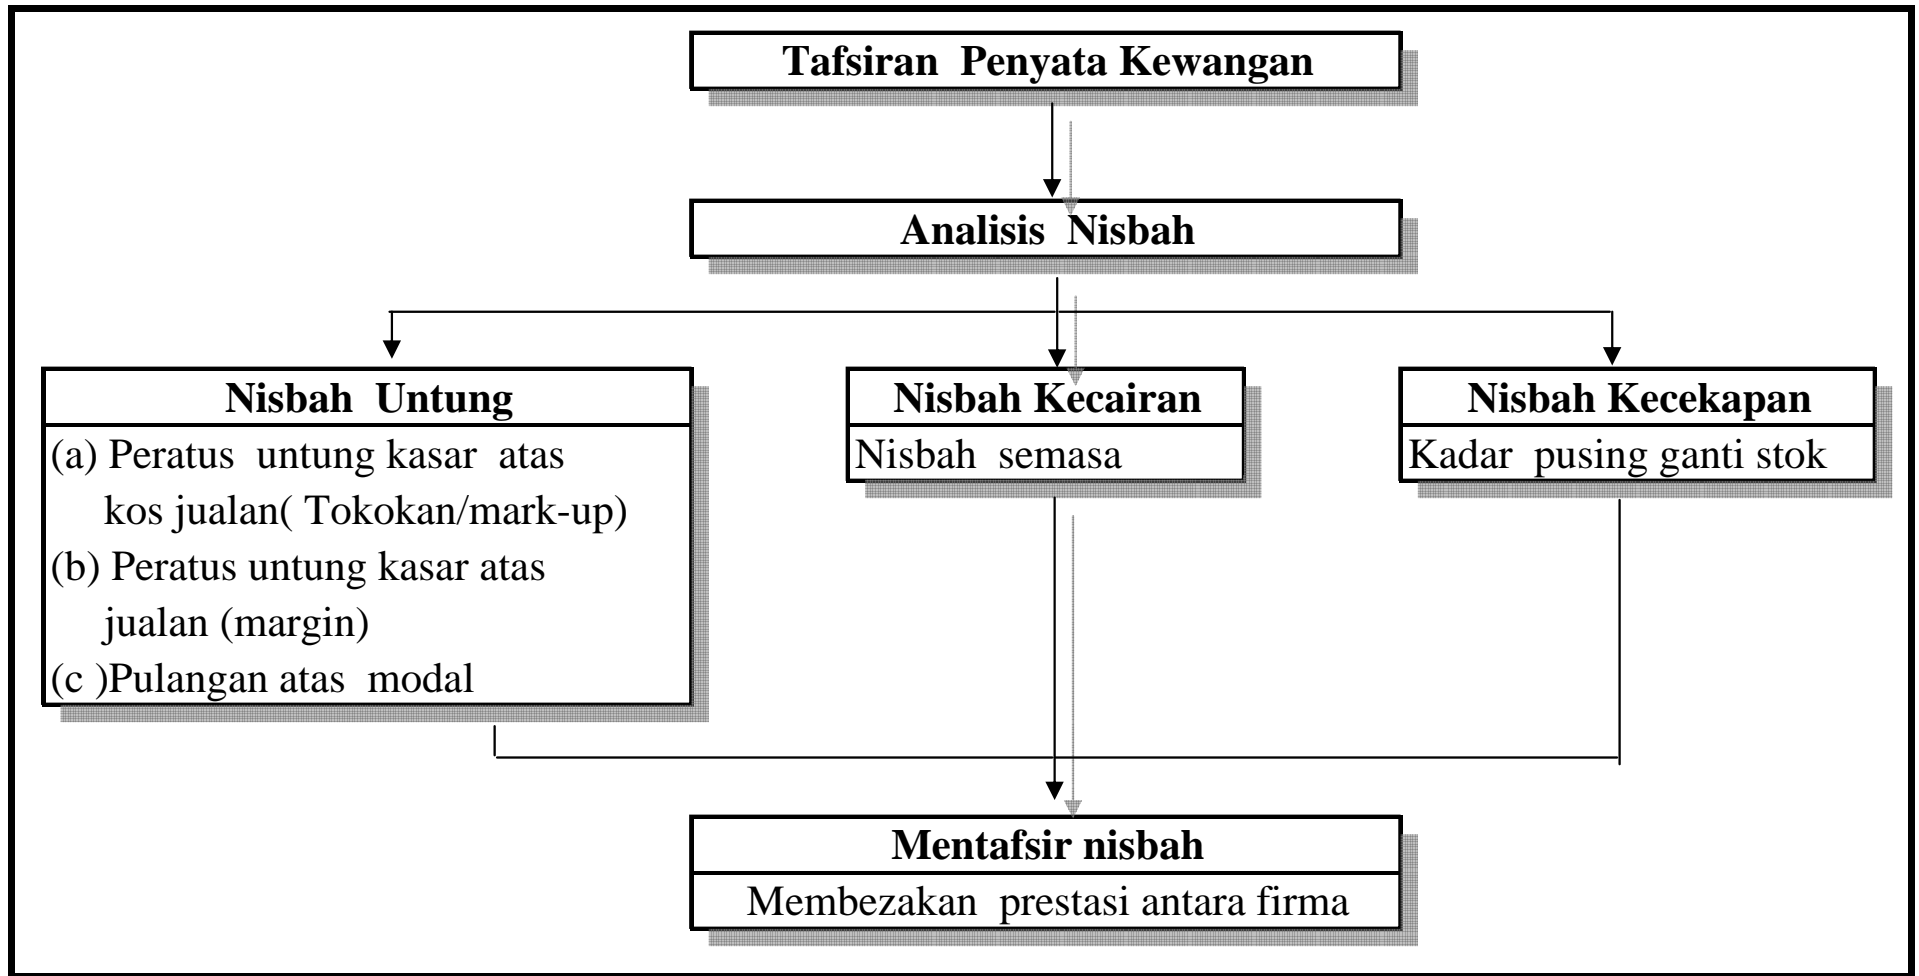 Tafsiran Penyata Kewangan
Analisis Nisbah
Nisbah Untung
(a) Peratus untung kasar atas
kos jualan( Tokokan/mark-up)
(b) Peratus untung kasar atas
jualan (margin)
(c )Pulangan atas modal
Nisbah Kecairan
Nisbah semasa
Nisbah Kecekapan
Kadar pusing ganti stok
Mentafsir nisbah
Membezakan prestasi antara firma